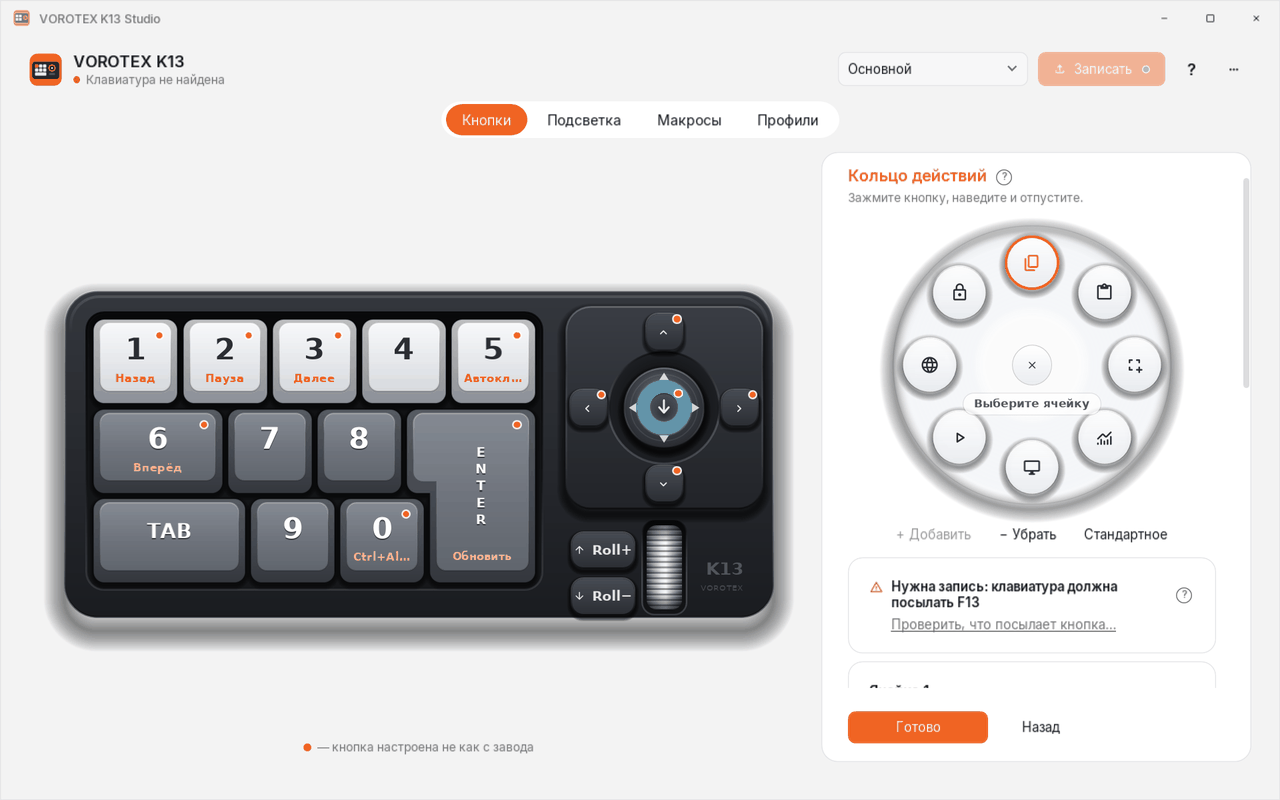 VOROTEX K13 Studio
VOROTEX K13
Клавиатура не найдена
Основной
Записать
?
Кнопки
Подсветка
Макросы
Профили
Кольцо действий ?
Зажмите кнопку, наведите и отпустите.
Выберите ячейку
+ Добавить
− Убрать
Стандартное
Нужна запись: клавиатура должна
посылать F13
?
Проверить, что посылает кнопка...
Готово
Назад
1
Назад
2
Пауза
3
Далее
4
5
Автокл...
6
Вперёд
7
8
ENTER
Обновить
TAB
9
0
Ctrl+Al...
Roll+
Roll−
K13
VOROTEX
— кнопка настроена не как с завода